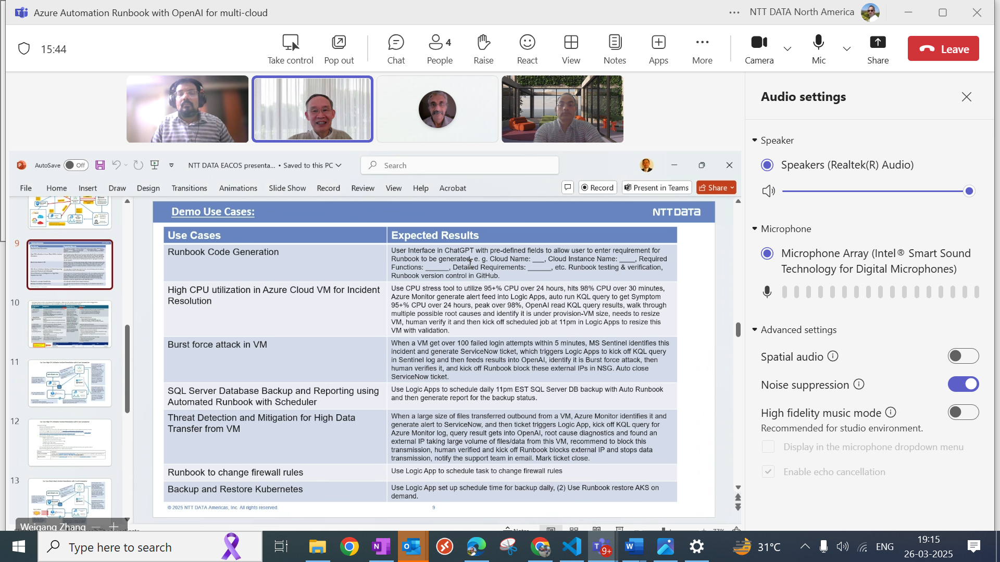 Azure Automation Runbook with OpenAI for multi-cloud
NTT DATA North America
15:44
Take control
Pop out
Chat
4
People
Raise
React
View
Notes
Apps
More
Camera
Mic
Share
Leave
Audio settings
Speaker
Speakers (Realtek(R) Audio)
Microphone
Microphone Array (Intel® Smart Sound
Technology for Digital Microphones)
Advanced settings
Spatial audio
Noise suppression
High fidelity music mode
Recommended for studio environment.
Display in the microphone dropdown menu
Enable echo cancellation
AutoSave Off
NTT DATA EACOS presenta... • Saved to this PC
Search
File Home Insert Draw Design Transitions Animations Slide Show Record Review View Help Acrobat
Record
Present in Teams
Share
9
10
11
12
13
Demo Use Cases:
NTT DATA
Use Cases
Expected Results
Runbook Code Generation
User Interface in ChatGPT with pre-defined fields to allow user to enter requirement for
Runbook to be generated, e. g. Cloud Name: ___, Cloud Instance Name: ____, Required
Functions: ______, Detailed Requirements: ______, etc. Runbook testing & verification,
Runbook version control in GitHub.
High CPU utilization in Azure Cloud VM for Incident
Resolution
Use CPU stress tool to utilize 95+% CPU over 24 hours, hits 98% CPU over 30 minutes,
Azure Monitor generate alert feed into Logic Apps, auto run KQL query to get Symptom
95+% CPU over 24 hours, peak over 98%, OpenAI read KQL query results, walk through
multiple possible root causes and identify it is under provision-VM size, needs to resize
VM, human verify it and then kick off scheduled job at 11pm in Logic Apps to resize this
VM with validation.
Burst force attack in VM
When a VM get over 100 failed login attempts within 5 minutes, MS Sentinel identifies this
incident and generate ServiceNow ticket, which triggers Logic Apps to kick off KQL query
in Sentinel log and then feeds results into OpenAI, identify it is Burst force attack, then
human verifies it, and kick off Runbook block these external IPs in NSG. Auto close
ServiceNow ticket.
SQL Server Database Backup and Reporting using
Automated Runbook with Scheduler
Use Logic Apps to schedule daily 11pm EST SQL Server DB backup with Auto Runbook
and then generate report for the backup status.
Threat Detection and Mitigation for High Data
Transfer from VM
When a large size of files transferred outbound from a VM, Azure Monitor identifies it and
generate alert to ServiceNow, and then ticket triggers Logic App, kick off KQL query for
Azure Monitor log, query result gets into OpenAI, root cause diagnostics and found an
external IP taking large volume of files/data from this VM, recommend to block this
transmission, human verified and kick off Runbook blocks external IP and stops data
transmission, notify the support team in email. Mark ticket close.
Runbook to change firewall rules
Use Logic App to schedule task to change firewall rules
Backup and Restore Kubernetes
Use Logic App set up schedule time for backup daily, (2) Use Runbook restore AKS on
demand.
© 2025 NTT DATA Americas, Inc. All rights reserved.
9
Weigang Zhang
Type here to search
9+
31°C
ENG
19:15
26-03-2025